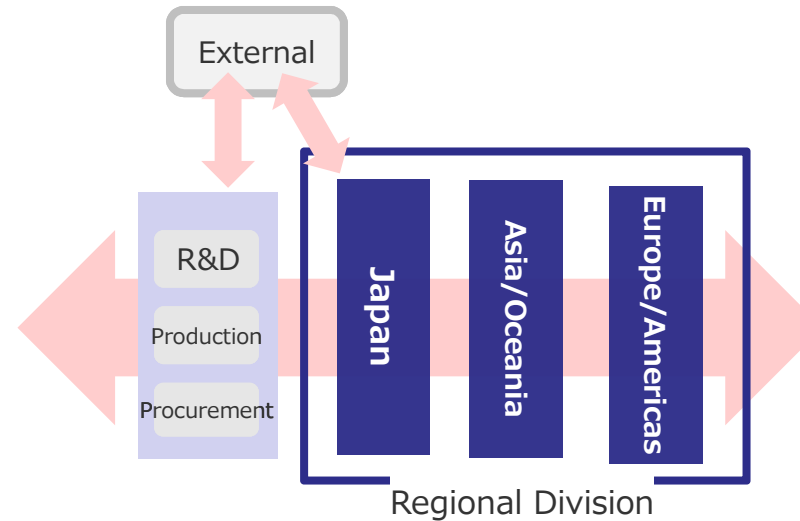 External
R&D
Production
Procurement
Japan
Asia/Oceania
Europe/Americas
Regional Division